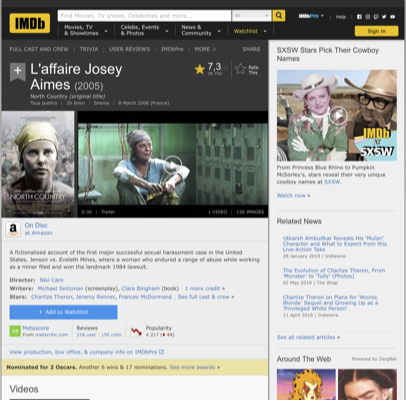 IMDb
Find Movies, TV shows, Celebrities and more...
All
IMDbPro
Help
Movies, TV
& Showtimes
Celebs, Events
& Photos
News &
Community
Watchlist
Sign in
FULL CAST AND CREW | TRIVIA | USER REVIEWS | IMDbPro | MORE
SHARE
L'affaire Josey
Aimes (2005)
7,3
Rate
This
North Country (original title)
Tous publics | 2h 6min | Drama | 8 March 2006 (France)
NORTH COUNTRY
0:30 | Trailer
1 VIDEO | 126 IMAGES
On Disc
at Amazon
A fictionalized account of the first major successful sexual harassment case in the United
States, Jenson vs. Eveleth Mines, where a woman who endured a range of abuse while working
as a miner filed and won the landmark 1984 lawsuit.
Director: Niki Caro
Writers: Michael Seitzman (screenplay), Clara Bingham (book) | 1 more credit »
Stars: Charlize Theron, Jeremy Renner, Frances McDormand | See full cast & crew »
+ Add to Watchlist
Metascore
From metacritic.com
Reviews
216 user | 156 critic
Popularity
4 217 (44)
View production, box office, & company info on IMDbPro
Nominated for 2 Oscars. Another 6 wins & 17 nominations. See more awards »
Videos
SXSW Stars Pick Their Cowboy
Names
IMDb
SXSW
From Princess Blue Rhino to Pumpkin
McSorley's, stars reveal their very unique
cowboy names at SXSW.
Watch now »
Related News
Utkarsh Ambudkar Reveals His 'Mulan'
Character and What to Expect from this
Live-Action Take
28 January 2019 | Indiewire
The Evolution of Charlize Theron, From
'Monster' to 'Tully' (Photos)
02 May 2018 | The Wrap
Charlize Theron on Plans for 'Atomic
Blonde' Sequel and Growing Up as a
'Privileged White Person'
11 April 2018 | Indiewire
See all related articles »
Around The Web
Powered by ZergNet